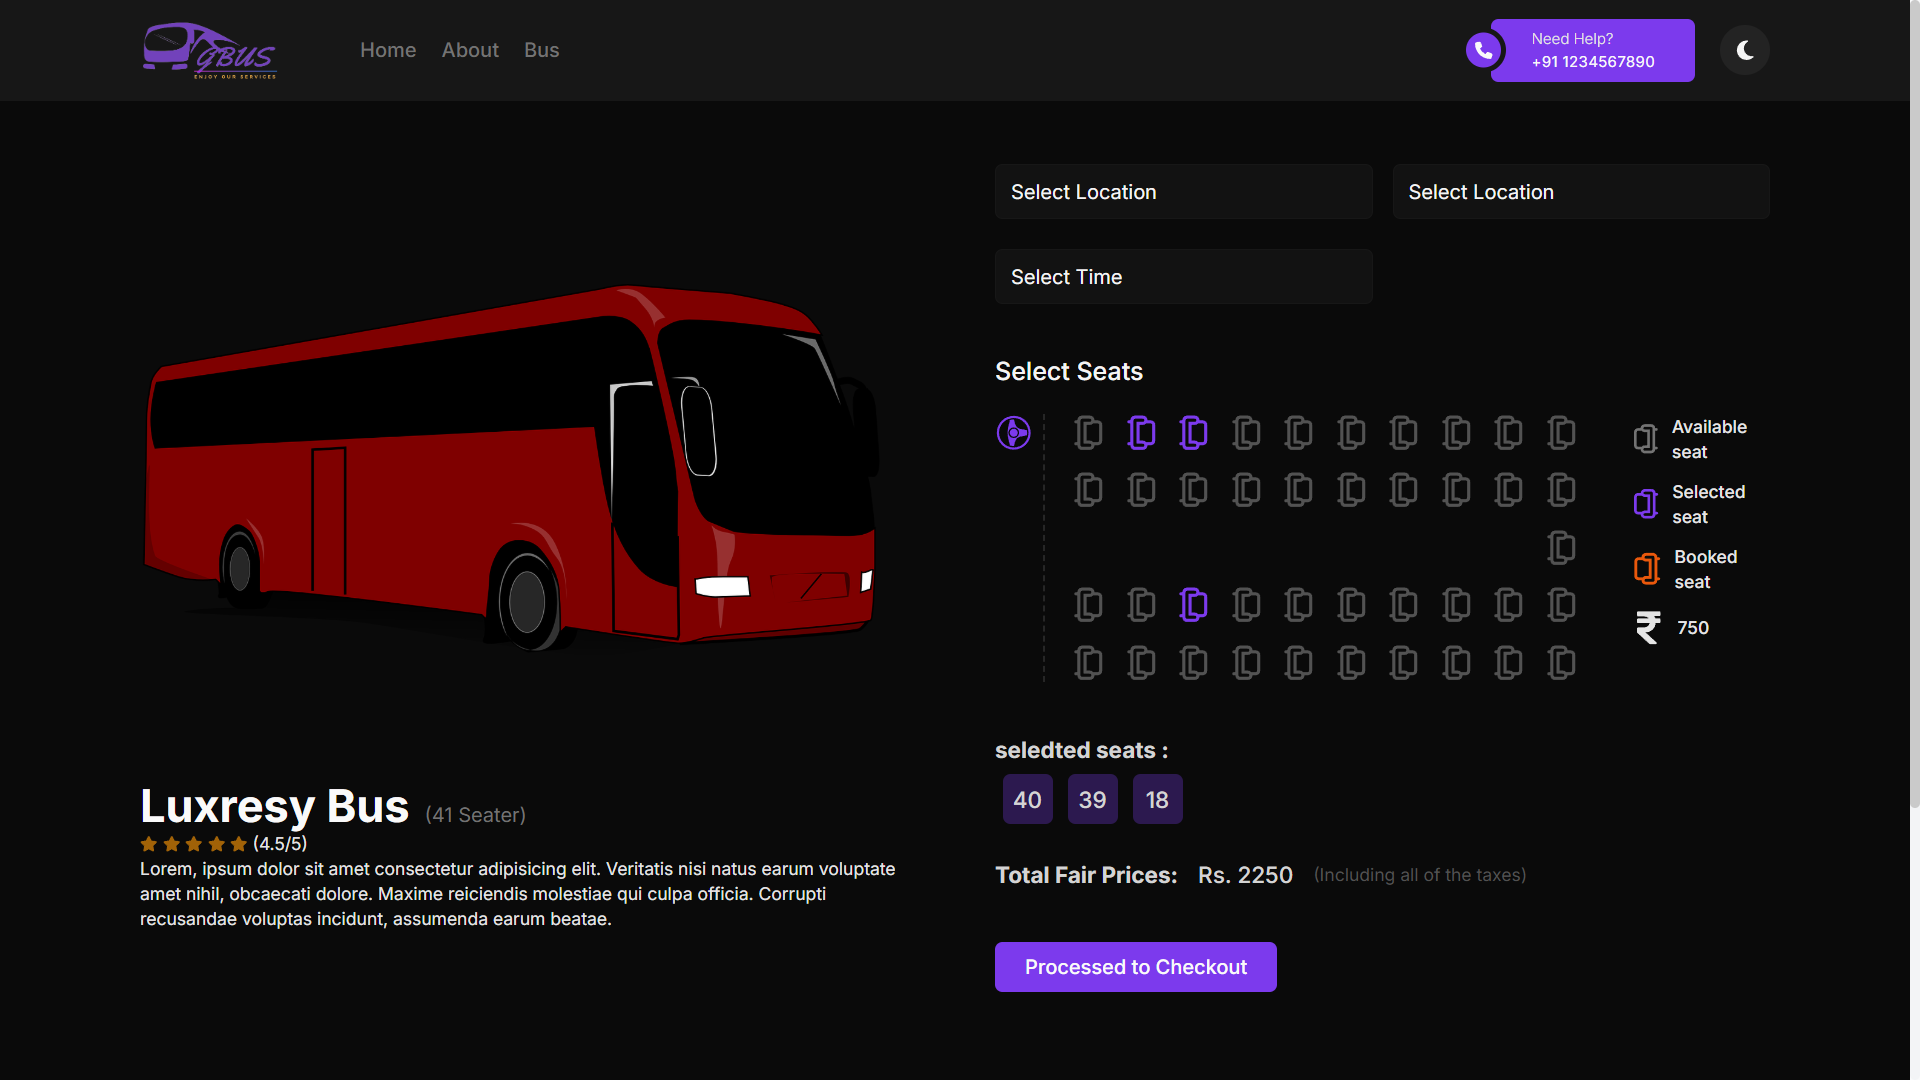 GBUS
ENJOY OUR SERVICES
Home
About
Bus
Need Help?
+91 1234567890
Select Location
Select Location
Select Time
Select Seats
Available
seat
Selected
seat
Booked
seat
₹ 750
seledted seats :
40
39
18
Total Fair Prices: Rs. 2250 (Including all of the taxes)
Processed to Checkout
Luxresy Bus (41 Seater)
(4.5/5)
Lorem, ipsum dolor sit amet consectetur adipisicing elit. Veritatis nisi natus earum voluptate
amet nihil, obcaecati dolore. Maxime reiciendis molestiae qui culpa officia. Corrupti
recusandae voluptas incidunt, assumenda earum beatae.